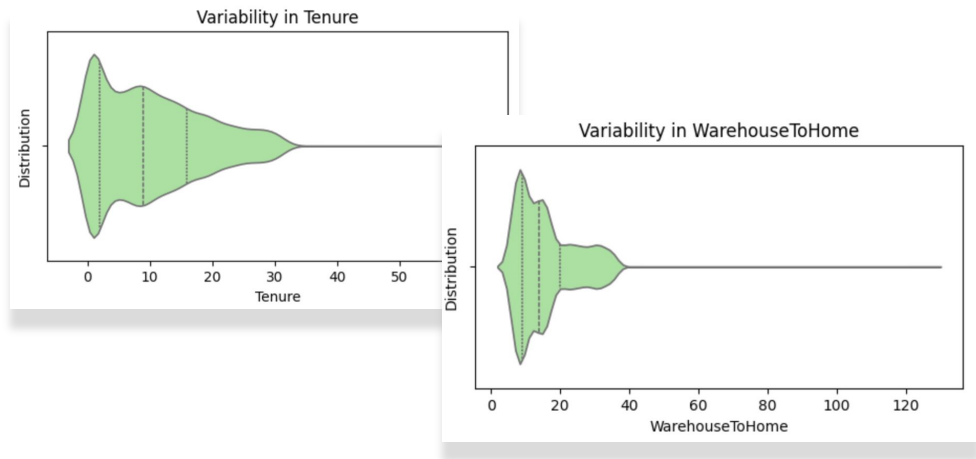 Variability in Tenure
Distribution
0 10 20 30 40 50
Tenure
Variability in WarehouseToHome
Distribution
0 20 40 60 80 100 120
WarehouseToHome